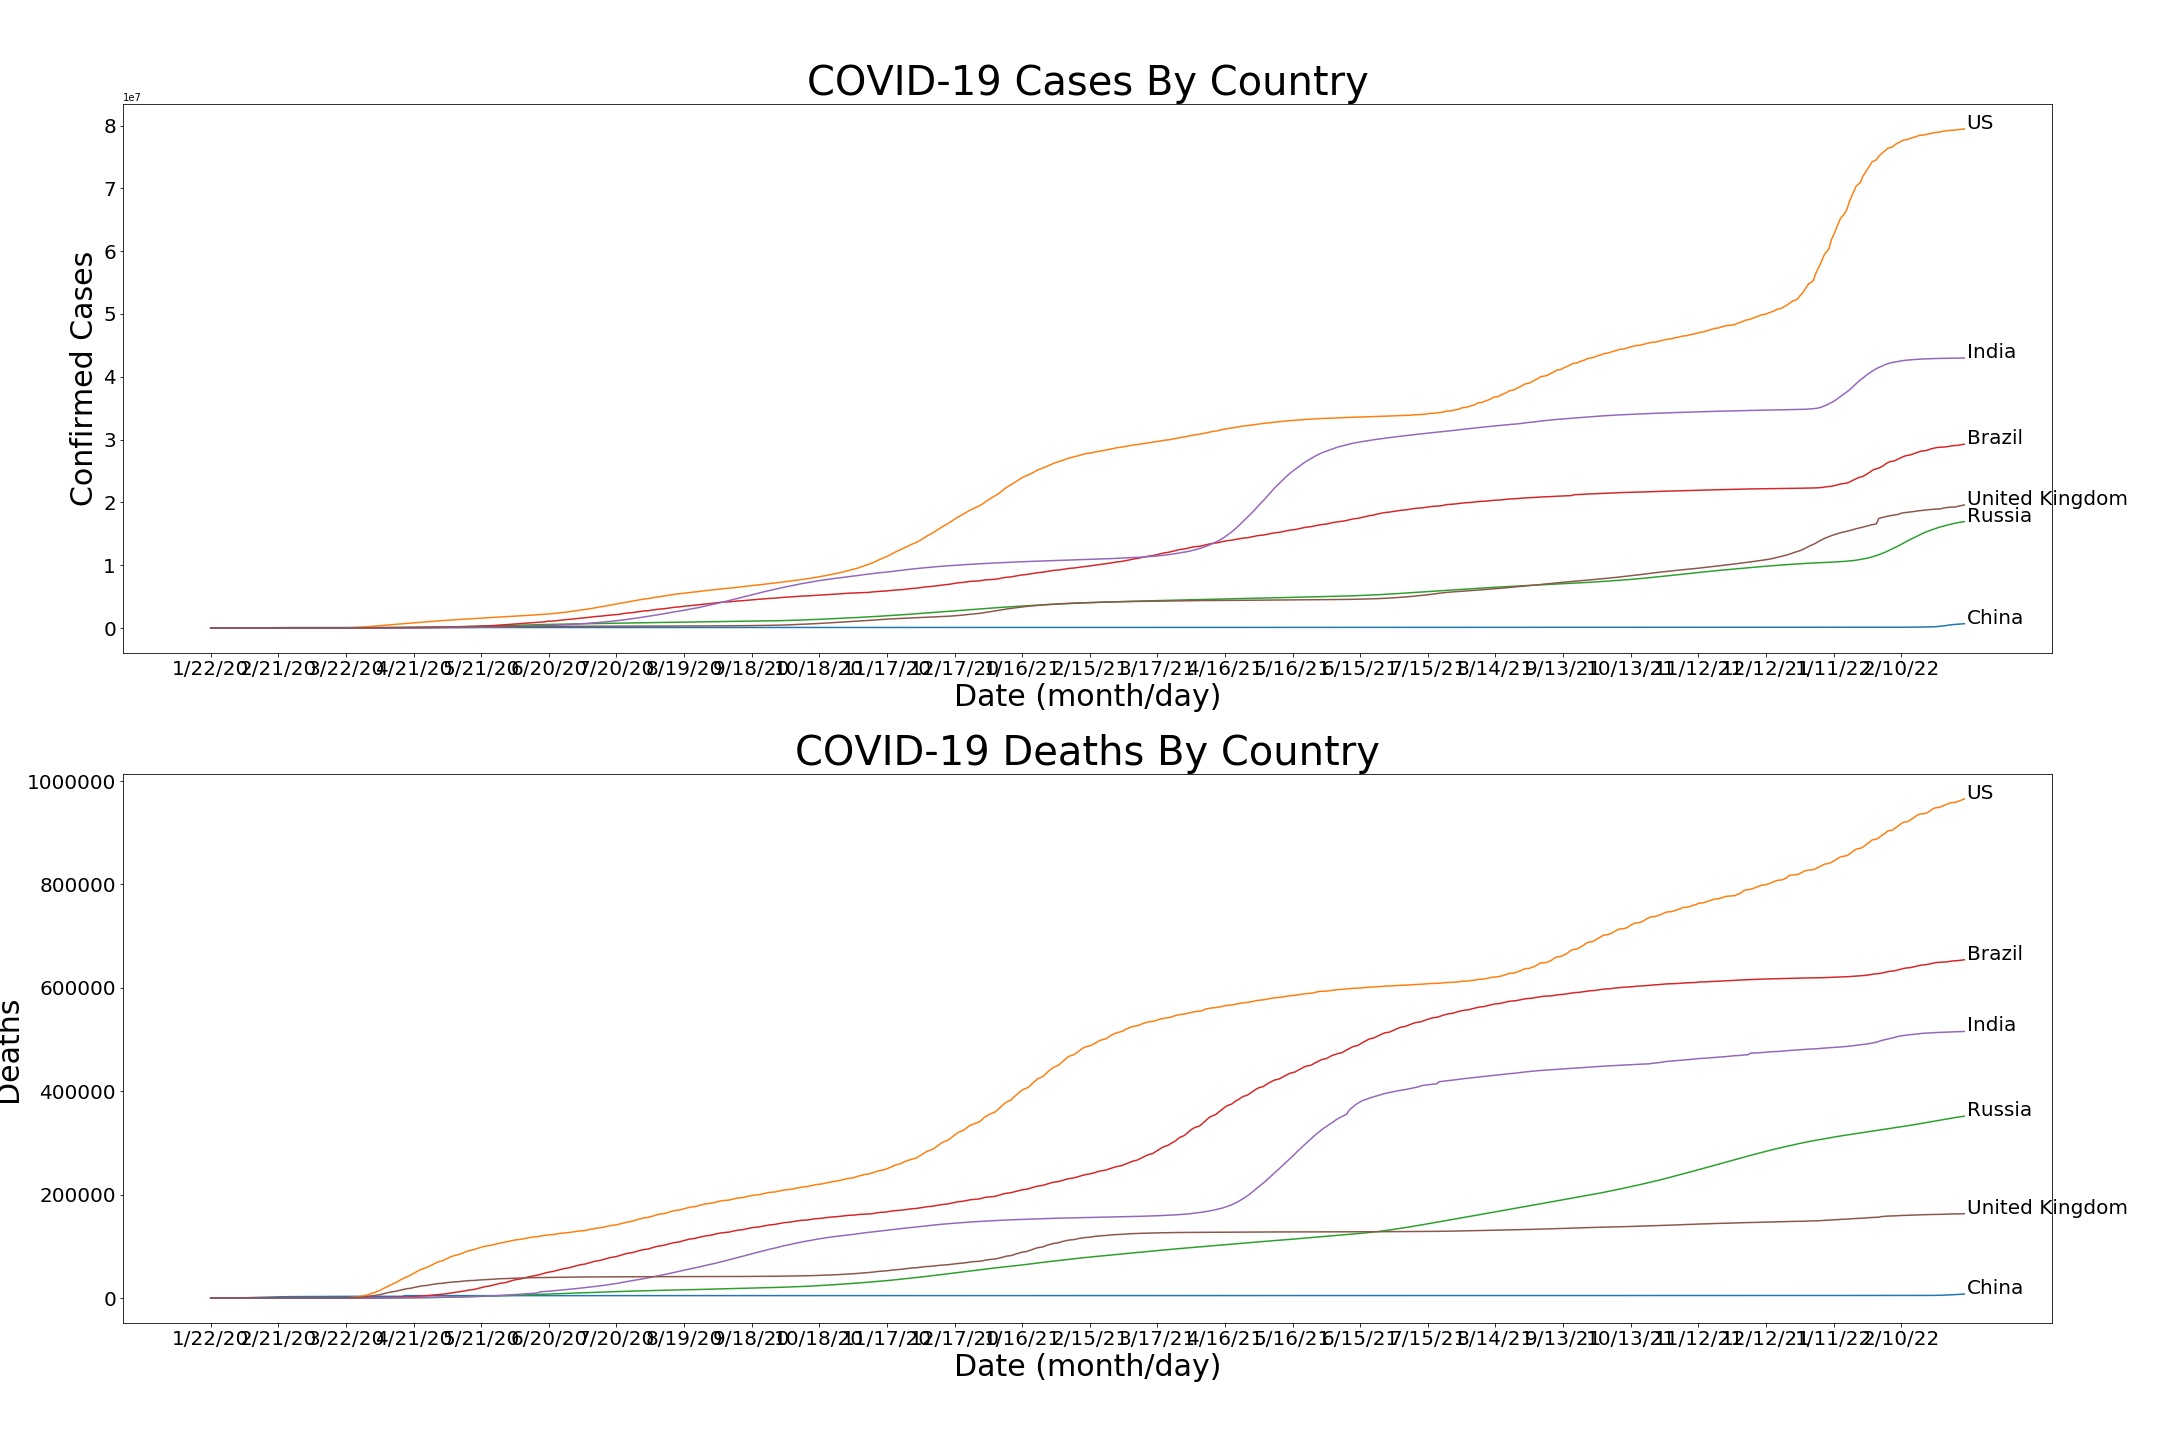 COVID-19 Cases By Country
1e7
8
7
6
5
4
3
2
1
0
Confirmed Cases
US
India
Brazil
United Kingdom
Russia
China
1/22/20 2/21/20 3/22/20 4/21/20 5/21/20 6/20/20 7/20/20 8/19/20 9/18/20 10/18/20 11/17/20 12/17/20 1/16/21 2/15/21 3/17/21 4/16/21 5/16/21 6/15/21 7/15/21 8/14/21 9/13/21 10/13/21 11/12/21 12/12/21 1/11/22 2/10/22
Date (month/day)
COVID-19 Deaths By Country
1000000
800000
600000
400000
200000
0
Deaths
US
Brazil
India
Russia
United Kingdom
China
1/22/20 2/21/20 3/22/20 4/21/20 5/21/20 6/20/20 7/20/20 8/19/20 9/18/20 10/18/20 11/17/20 12/17/20 1/16/21 2/15/21 3/17/21 4/16/21 5/16/21 6/15/21 7/15/21 8/14/21 9/13/21 10/13/21 11/12/21 12/12/21 1/11/22 2/10/22
Date (month/day)